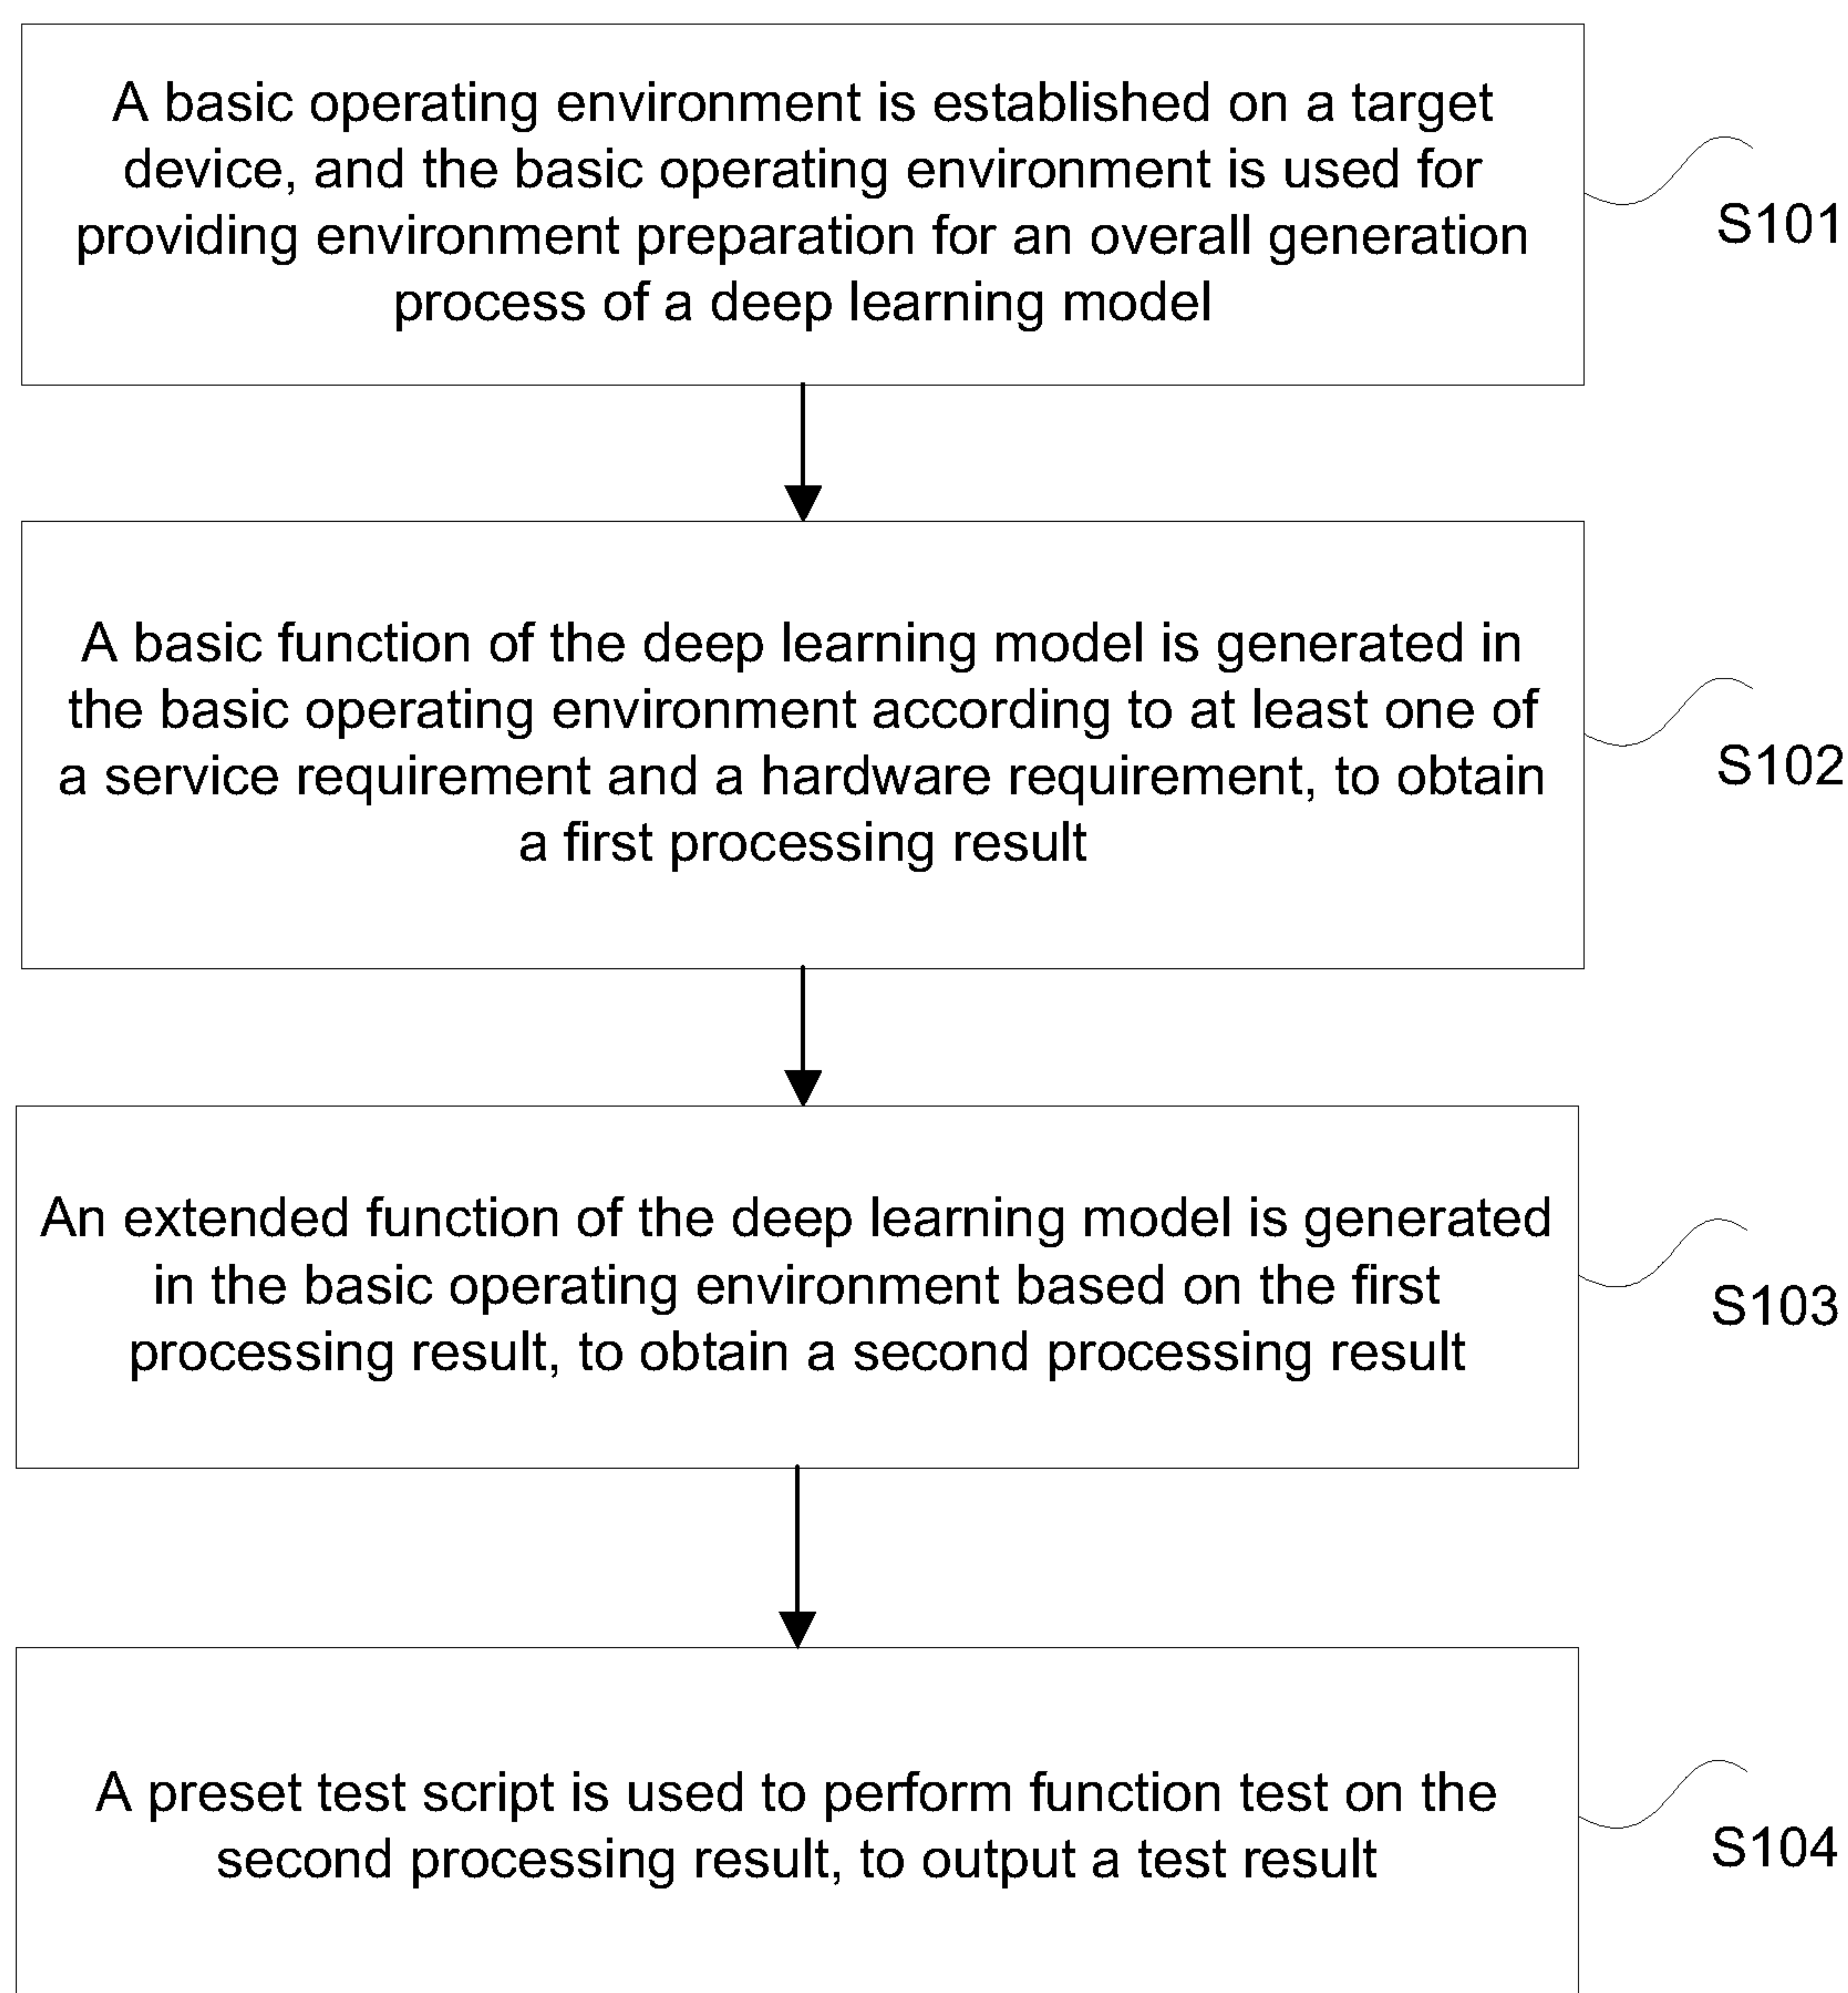 A basic operating environment is established on a target
device, and the basic operating environment is used for
providing environment preparation for an overall generation
process of a deep learning model
S101
A basic function of the deep learning model is generated in
the basic operating environment according to at least one of
a service requirement and a hardware requirement, to obtain
a first processing result
S102
An extended function of the deep learning model is generated
in the basic operating environment based on the first
processing result, to obtain a second processing result
S103
A preset test script is used to perform function test on the
second processing result, to output a test result
S104